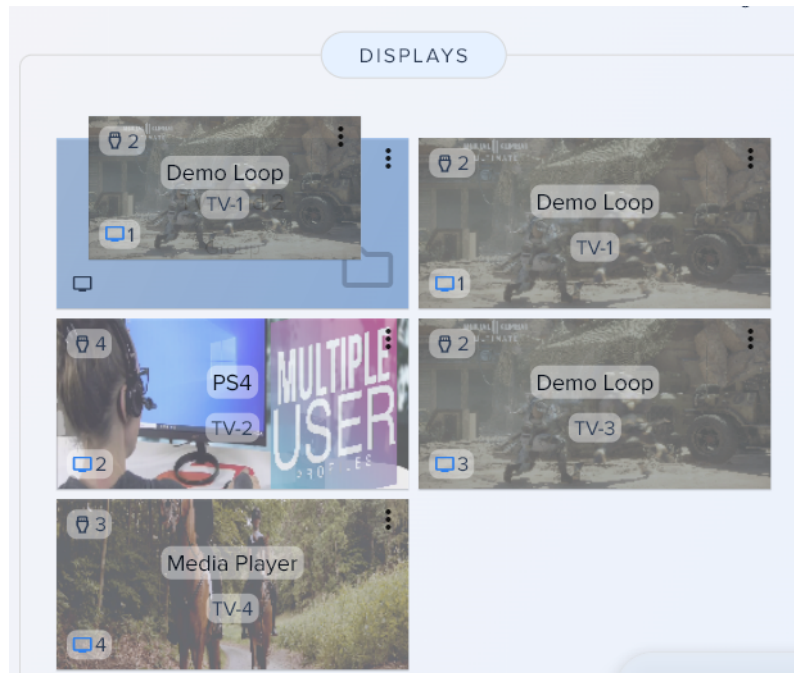 DISPLAYS
2
Demo Loop
TV-1
1
2
Demo Loop
TV-1
1
4
PS4
TV-2
2
MULTIPLE
USER
PROFILES
2
Demo Loop
TV-3
3
3
Media Player
TV-4
4